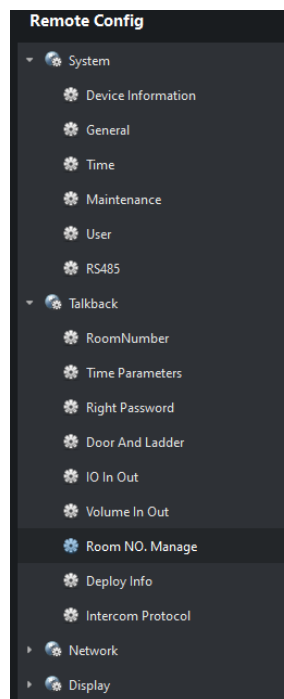 Remote Config
System
Device Information
General
Time
Maintenance
User
RS485
Talkback
RoomNumber
Time Parameters
Right Password
Door And Ladder
IO In Out
Volume In Out
Room NO. Manage
Deploy Info
Intercom Protocol
Network
Display